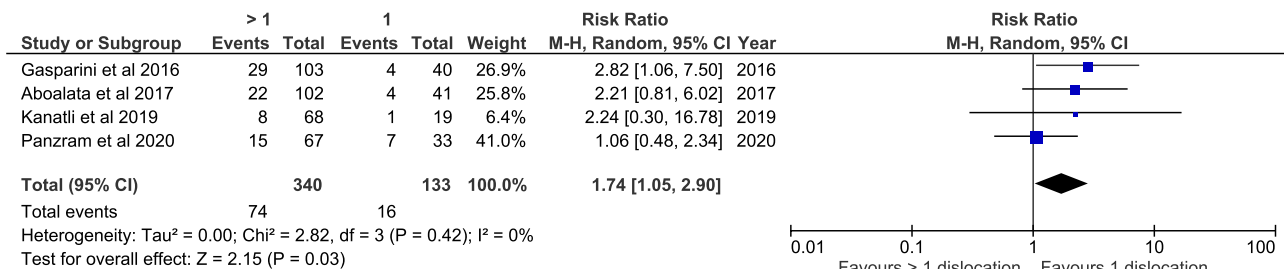 > 1 1 Risk Ratio Risk Ratio
Study or Subgroup Events Total Events Total Weight M-H, Random, 95% CI Year M-H, Random, 95% CI
Gasparini et al 2016 29 103 4 40 26.9% 2.82 [1.06, 7.50] 2016
Aboalata et al 2017 22 102 4 41 25.8% 2.21 [0.81, 6.02] 2017
Kanatli et al 2019 8 68 1 19 6.4% 2.24 [0.30, 16.78] 2019
Panzram et al 2020 15 67 7 33 41.0% 1.06 [0.48, 2.34] 2020
Total (95% CI) 340 133 100.0% 1.74 [1.05, 2.90]
Total events 74 16
Heterogeneity: Tau² = 0.00; Chi² = 2.82, df = 3 (P = 0.42); I² = 0%
Test for overall effect: Z = 2.15 (P = 0.03)
0.01 0.1 1 10 100
Favours > 1 dislocation Favours 1 dislocation